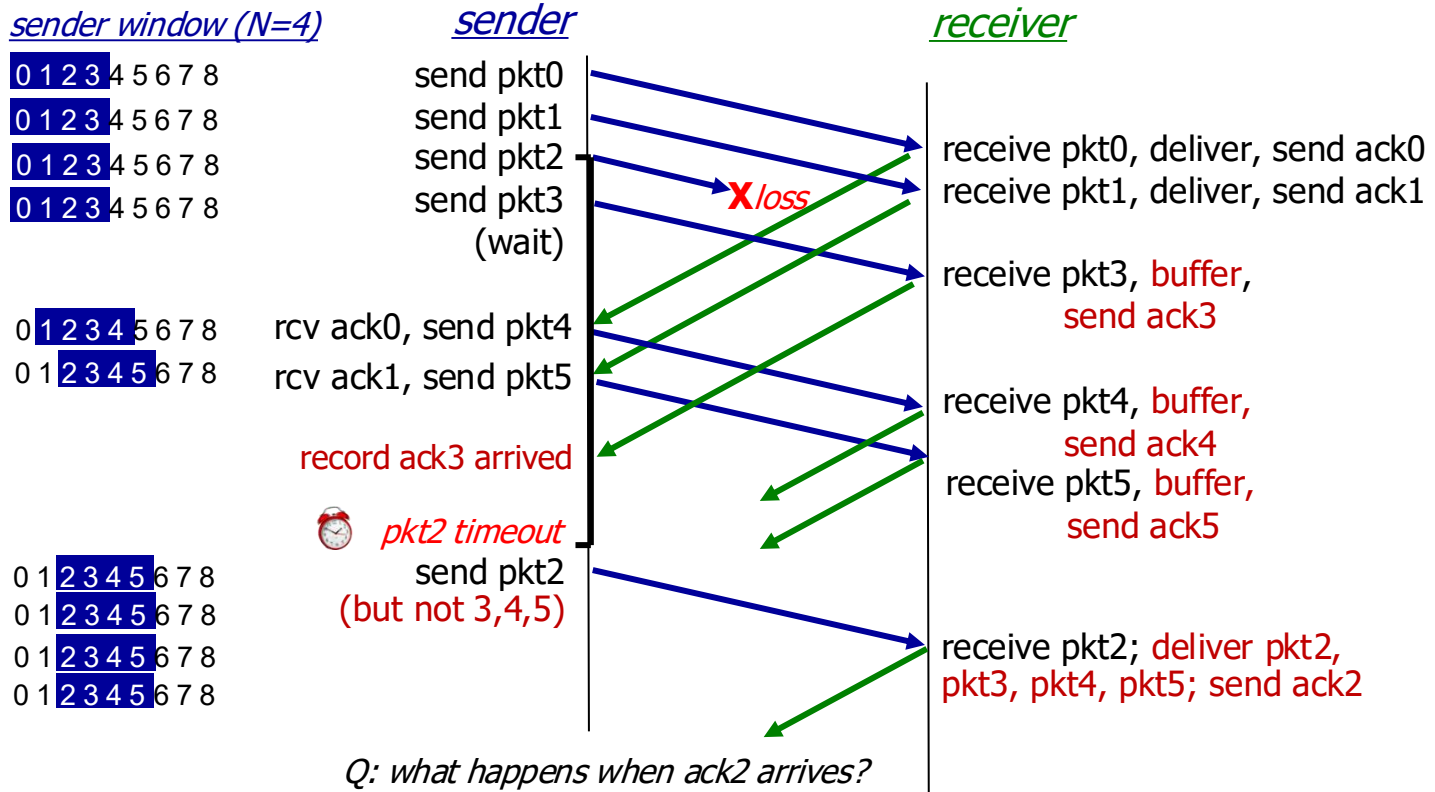 sender window (N=4) sender receiver
0 1 2 3 4 5 6 7 8 send pkt0
0 1 2 3 4 5 6 7 8 send pkt1
0 1 2 3 4 5 6 7 8 send pkt2 receive pkt0, deliver, send ack0
0 1 2 3 4 5 6 7 8 send pkt3 X loss receive pkt1, deliver, send ack1
(wait)
receive pkt3, buffer,
send ack3
0 1 2 3 4 5 6 7 8 rcv ack0, send pkt4
0 1 2 3 4 5 6 7 8 rcv ack1, send pkt5
receive pkt4, buffer,
send ack4
record ack3 arrived
receive pkt5, buffer,
send ack5
pkt2 timeout
0 1 2 3 4 5 6 7 8 send pkt2
0 1 2 3 4 5 6 7 8 (but not 3,4,5)
0 1 2 3 4 5 6 7 8 receive pkt2; deliver pkt2,
0 1 2 3 4 5 6 7 8 pkt3, pkt4, pkt5; send ack2
Q: what happens when ack2 arrives?